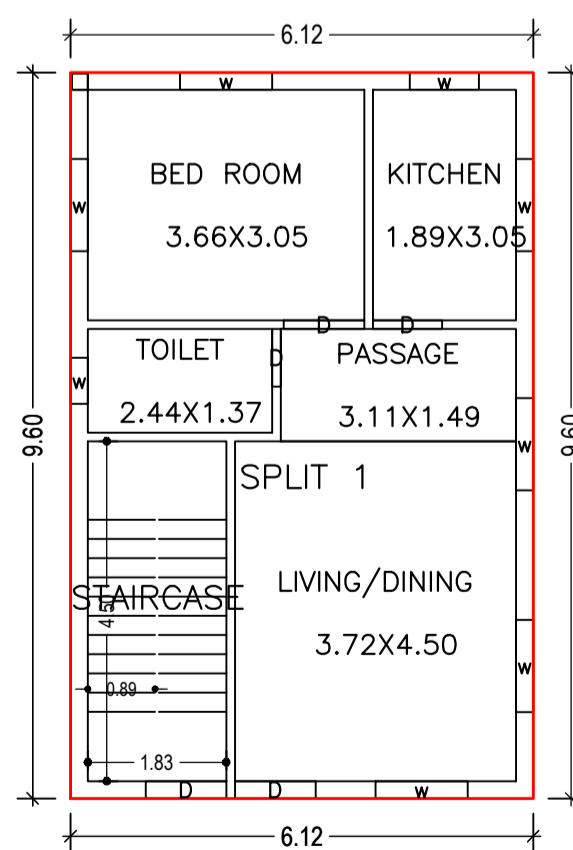 6.12
W
W
BED ROOM
KITCHEN
W
W
3.66X3.05
1.89X3.05
D
D
TOILET
D
PASSAGE
W
2.44X1.37
3.11X1.49
9.60
9.60
W
SPLIT 1
LIVING/DINING
STAIRCASE
4.50
3.72X4.50
W
0.89
1.83
D
D
W
6.12